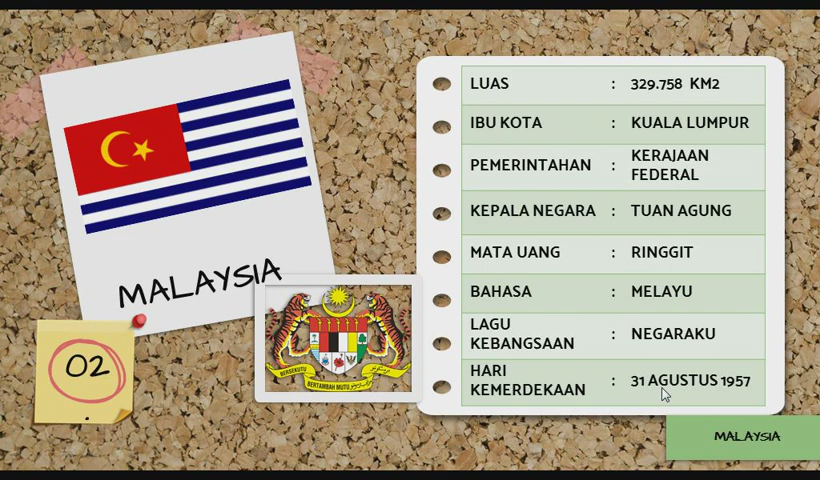 MALAYSIA
02
BERSEKUTU
BERTAMBAH MUTU
LUAS : 329.758 KM2
IBU KOTA : KUALA LUMPUR
PEMERINTAHAN : KERAJAAN
FEDERAL
KEPALA NEGARA : TUAN AGUNG
MATA UANG : RINGGIT
BAHASA : MELAYU
LAGU
KEBANGSAAN : NEGARAKU
HARI
KEMERDEKAAN : 31 AGUSTUS 1957
MALAYSIA